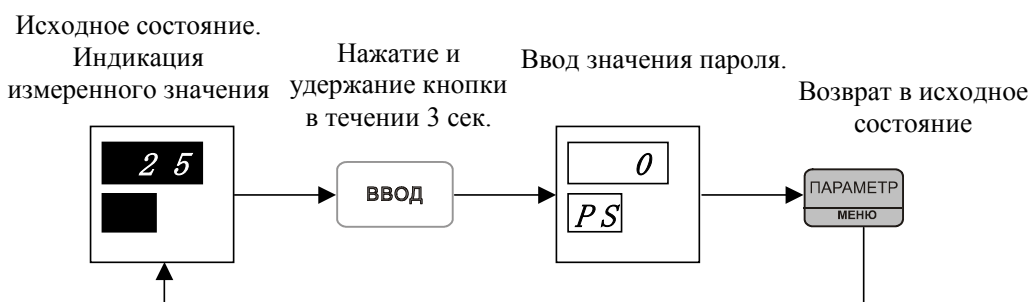 Исходное состояние.
Индикация
измеренного значения
Нажатие и
удержание кнопки
в течении 3 сек.
Ввод значения пароля.
Возврат в исходное
состояние
2 5
ВВОД
0
PS
ПАРАМЕТР
МЕНЮ